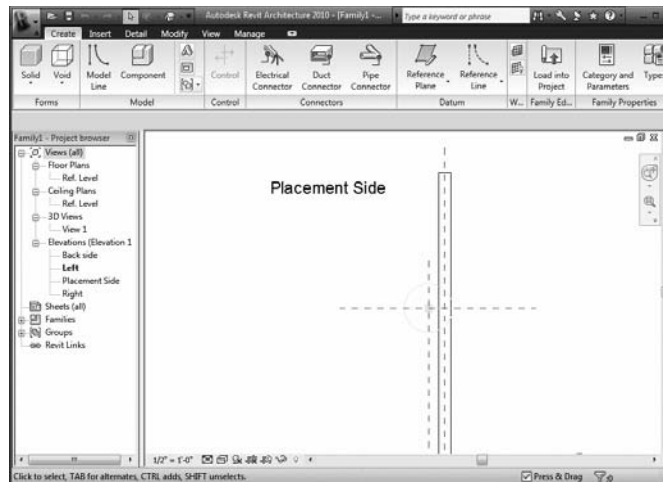 Autodesk Revit Architecture 2010 - [Family1 -...
Type a keyword or phrase
Create Insert Detail Modify View Manage
Solid Void Model Line Component Control Electrical Connector Duct Connector Pipe Connector Reference Plane Reference Line Load into Project Category and Parameters Type
Forms Model Control Connectors Datum W... Family Ed... Family Properties
Family1 - Project browser
Views (all)
Floor Plans
Ref. Level
Ceiling Plans
Ref. Level
3D Views
View 1
Elevations (Elevation 1
Back side
Left
Placement Side
Right
Sheets (all)
Families
Groups
Revit Links
Placement Side
1/2" = 1'-0"
Click to select, TAB for alternates, CTRL adds, SHIFT unselects.
Press & Drag
:0